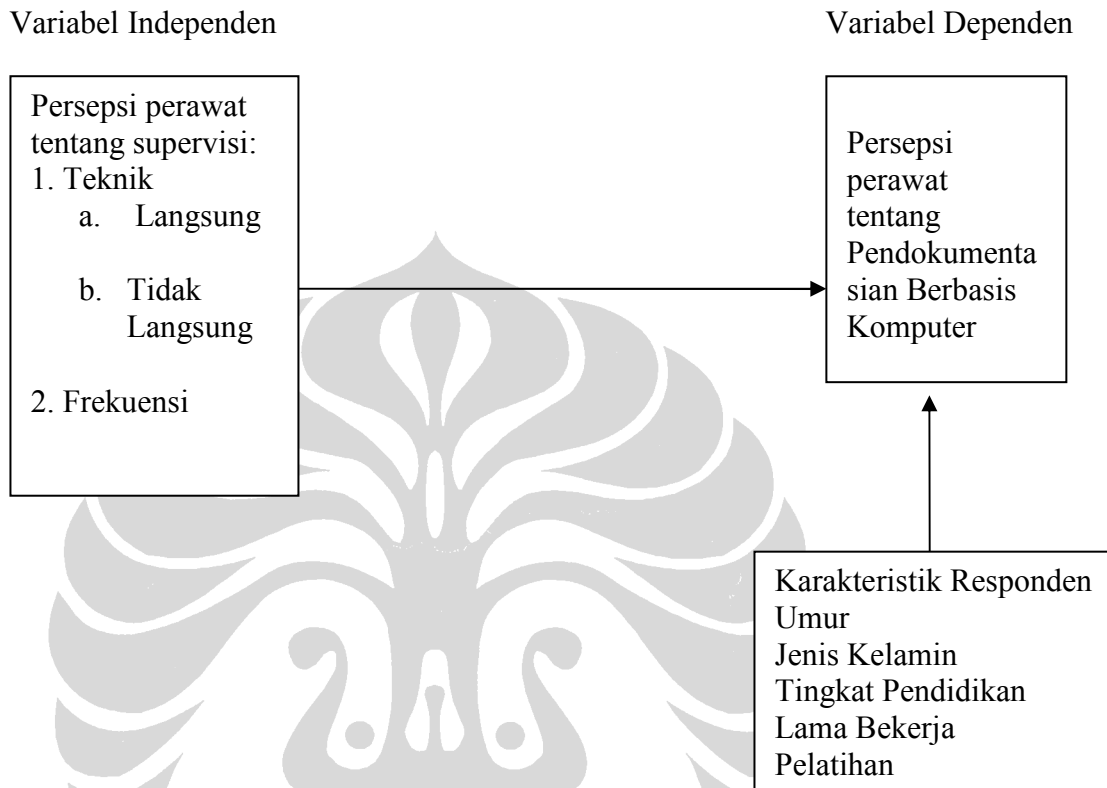 Variabel Independen
Variabel Dependen
Persepsi perawat
tentang supervisi:
1. Teknik
a. Langsung
b. Tidak
Langsung
2. Frekuensi
Persepsi
perawat
tentang
Pendokumenta
sian Berbasis
Komputer
Karakteristik Responden
Umur
Jenis Kelamin
Tingkat Pendidikan
Lama Bekerja
Pelatihan